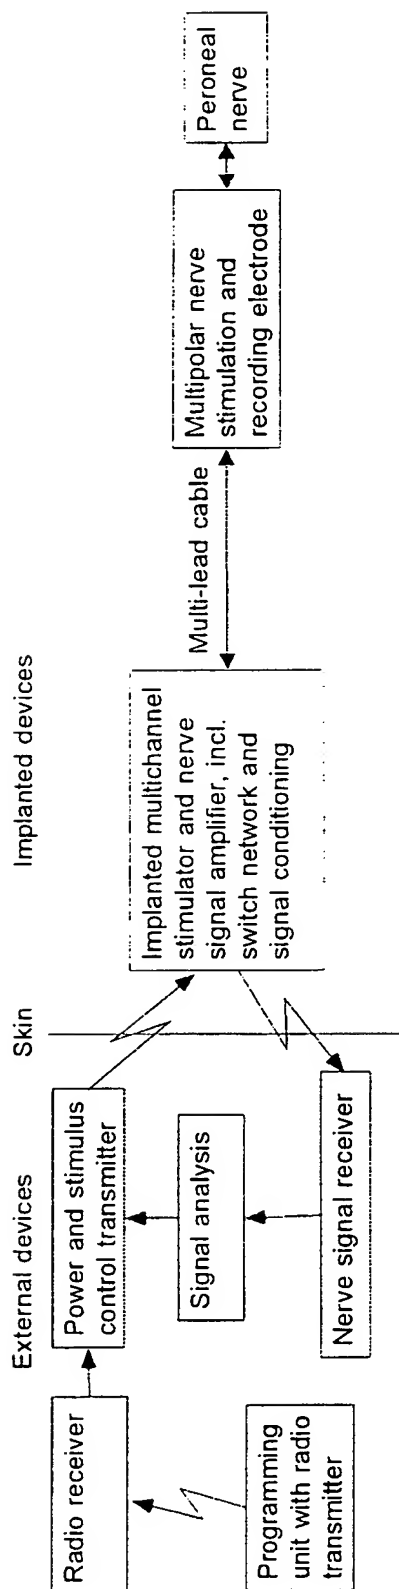 External devices
Skin
Implanted devices
Radio receiver
Programming
unit with radio
transmitter
Power and stimulus
control transmitter
Signal analysis
Nerve signal receiver
Implanted multichannel
stimulator and nerve
signal amplifier, incl.
switch network and
signal conditioning
Multi-lead cable
Multipolar nerve
stimulation and
recording electrode
Peroneal
nerve